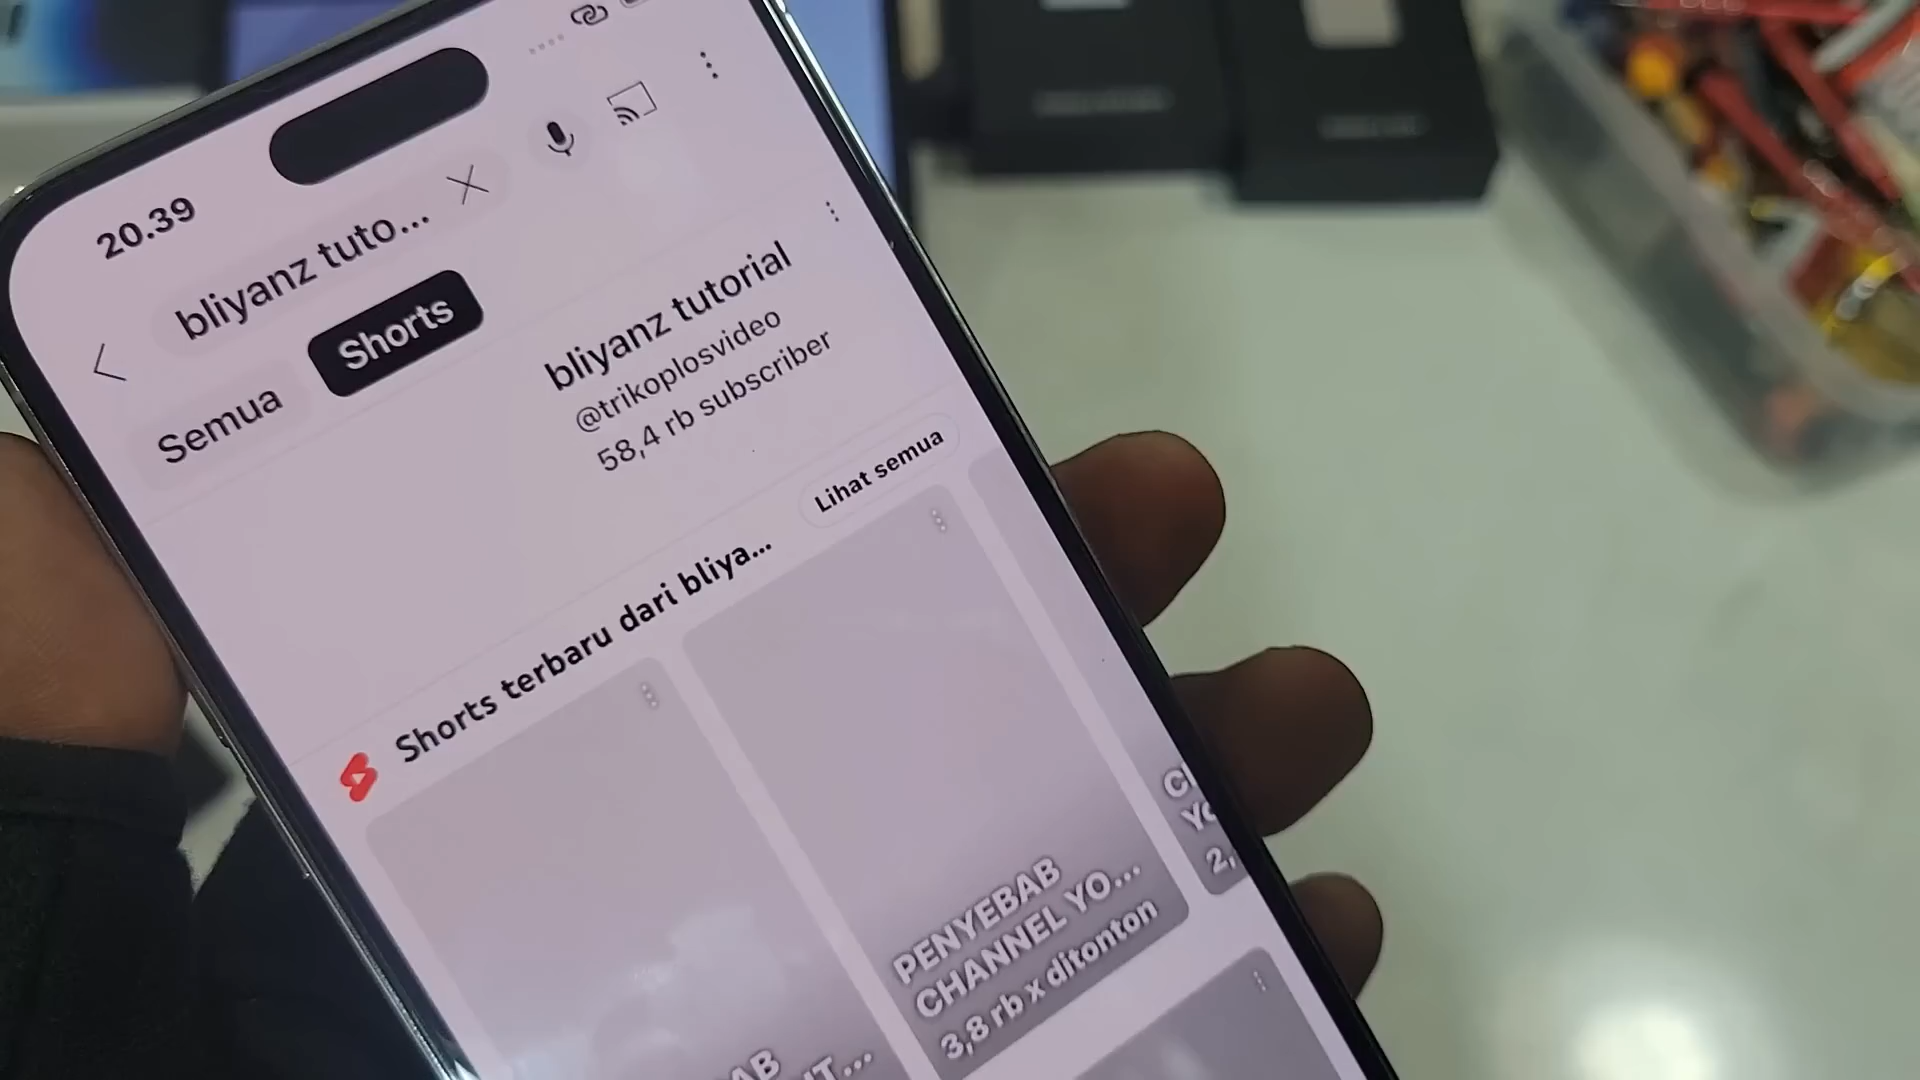 20.39
bliyanz tuto...
Semua
Shorts
bliyanz tutorial
@trikoplosvideo
58,4 rb subscriber
Shorts terbaru dari bliya...
Lihat semua
PENYEBAB
CHANNEL YO...
3,8 rb x ditonton